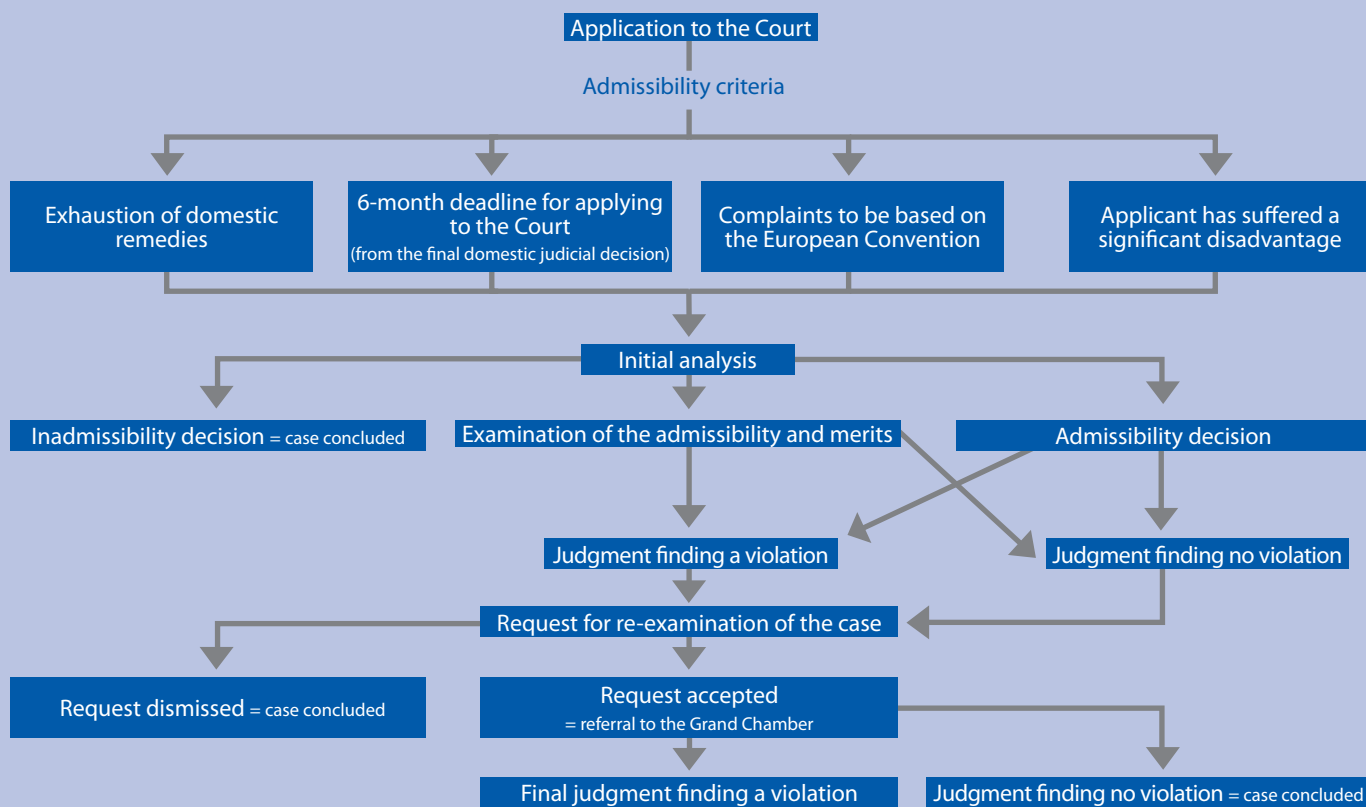 Application to the Court
Admissibility criteria
Exhaustion of domestic
remedies
6-month deadline for applying
to the Court
(from the final domestic judicial decision)
Complaints to be based on
the European Convention
Applicant has suffered a
significant disadvantage
Initial analysis
Inadmissibility decision = case concluded
Examination of the admissibility and merits
Admissibility decision
Judgment finding a violation
Judgment finding no violation
Request for re-examination of the case
Request dismissed = case concluded
Request accepted
= referral to the Grand Chamber
Final judgment finding a violation
Judgment finding no violation = case concluded